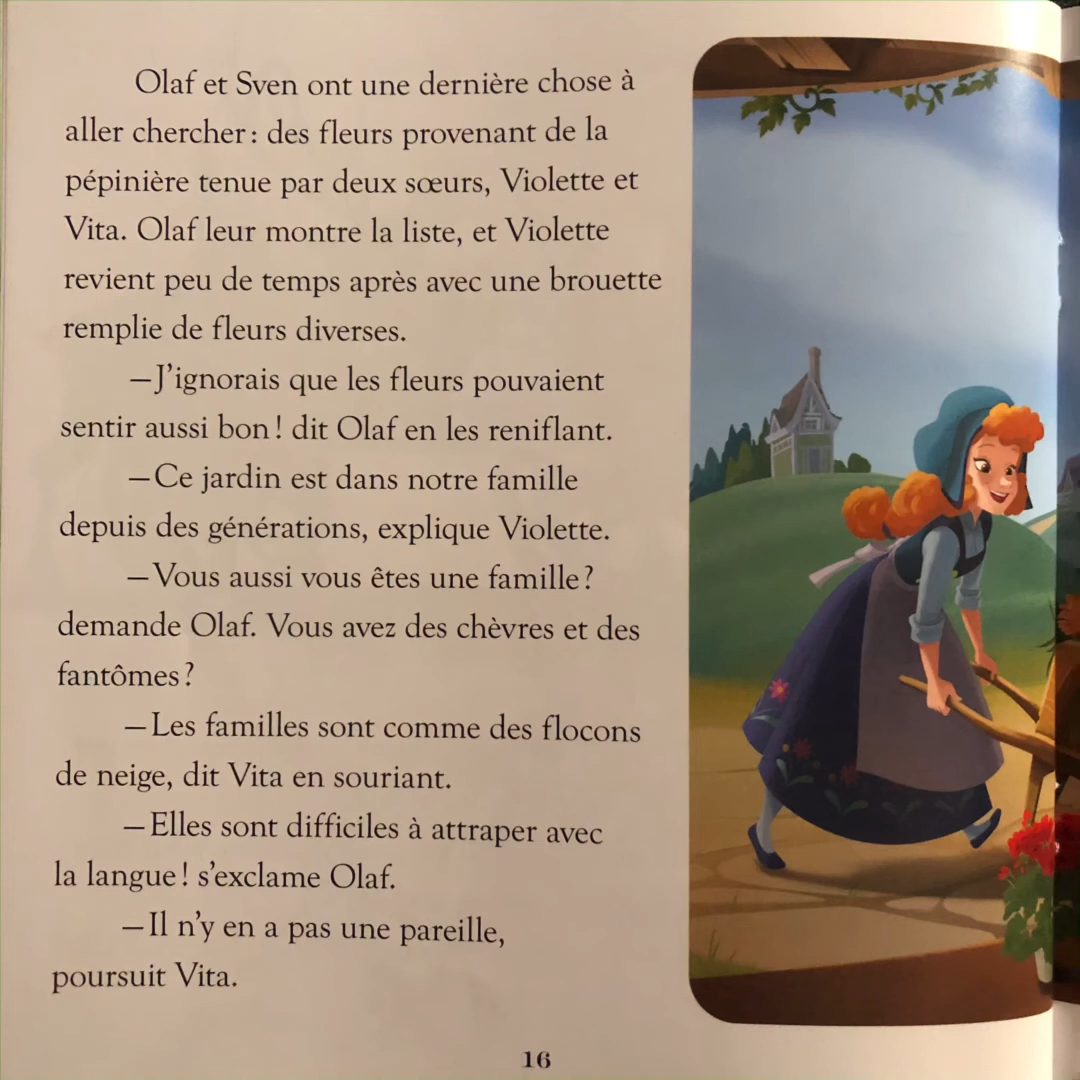 Olaf et Sven ont une dernière chose à
aller chercher : des fleurs provenant de la
pépinière tenue par deux sœurs, Violette et
Vita. Olaf leur montre la liste, et Violette
revient peu de temps après avec une brouette
remplie de fleurs diverses.
—J'ignorais que les fleurs pouvaient
sentir aussi bon ! dit Olaf en les reniflant.
—Ce jardin est dans notre famille
depuis des générations, explique Violette.
—Vous aussi vous êtes une famille ?
demande Olaf. Vous avez des chèvres et des
fantômes ?
—Les familles sont comme des flocons
de neige, dit Vita en souriant.
—Elles sont difficiles à attraper avec
la langue ! s'exclame Olaf.
—Il n'y en a pas une pareille,
poursuit Vita.
16